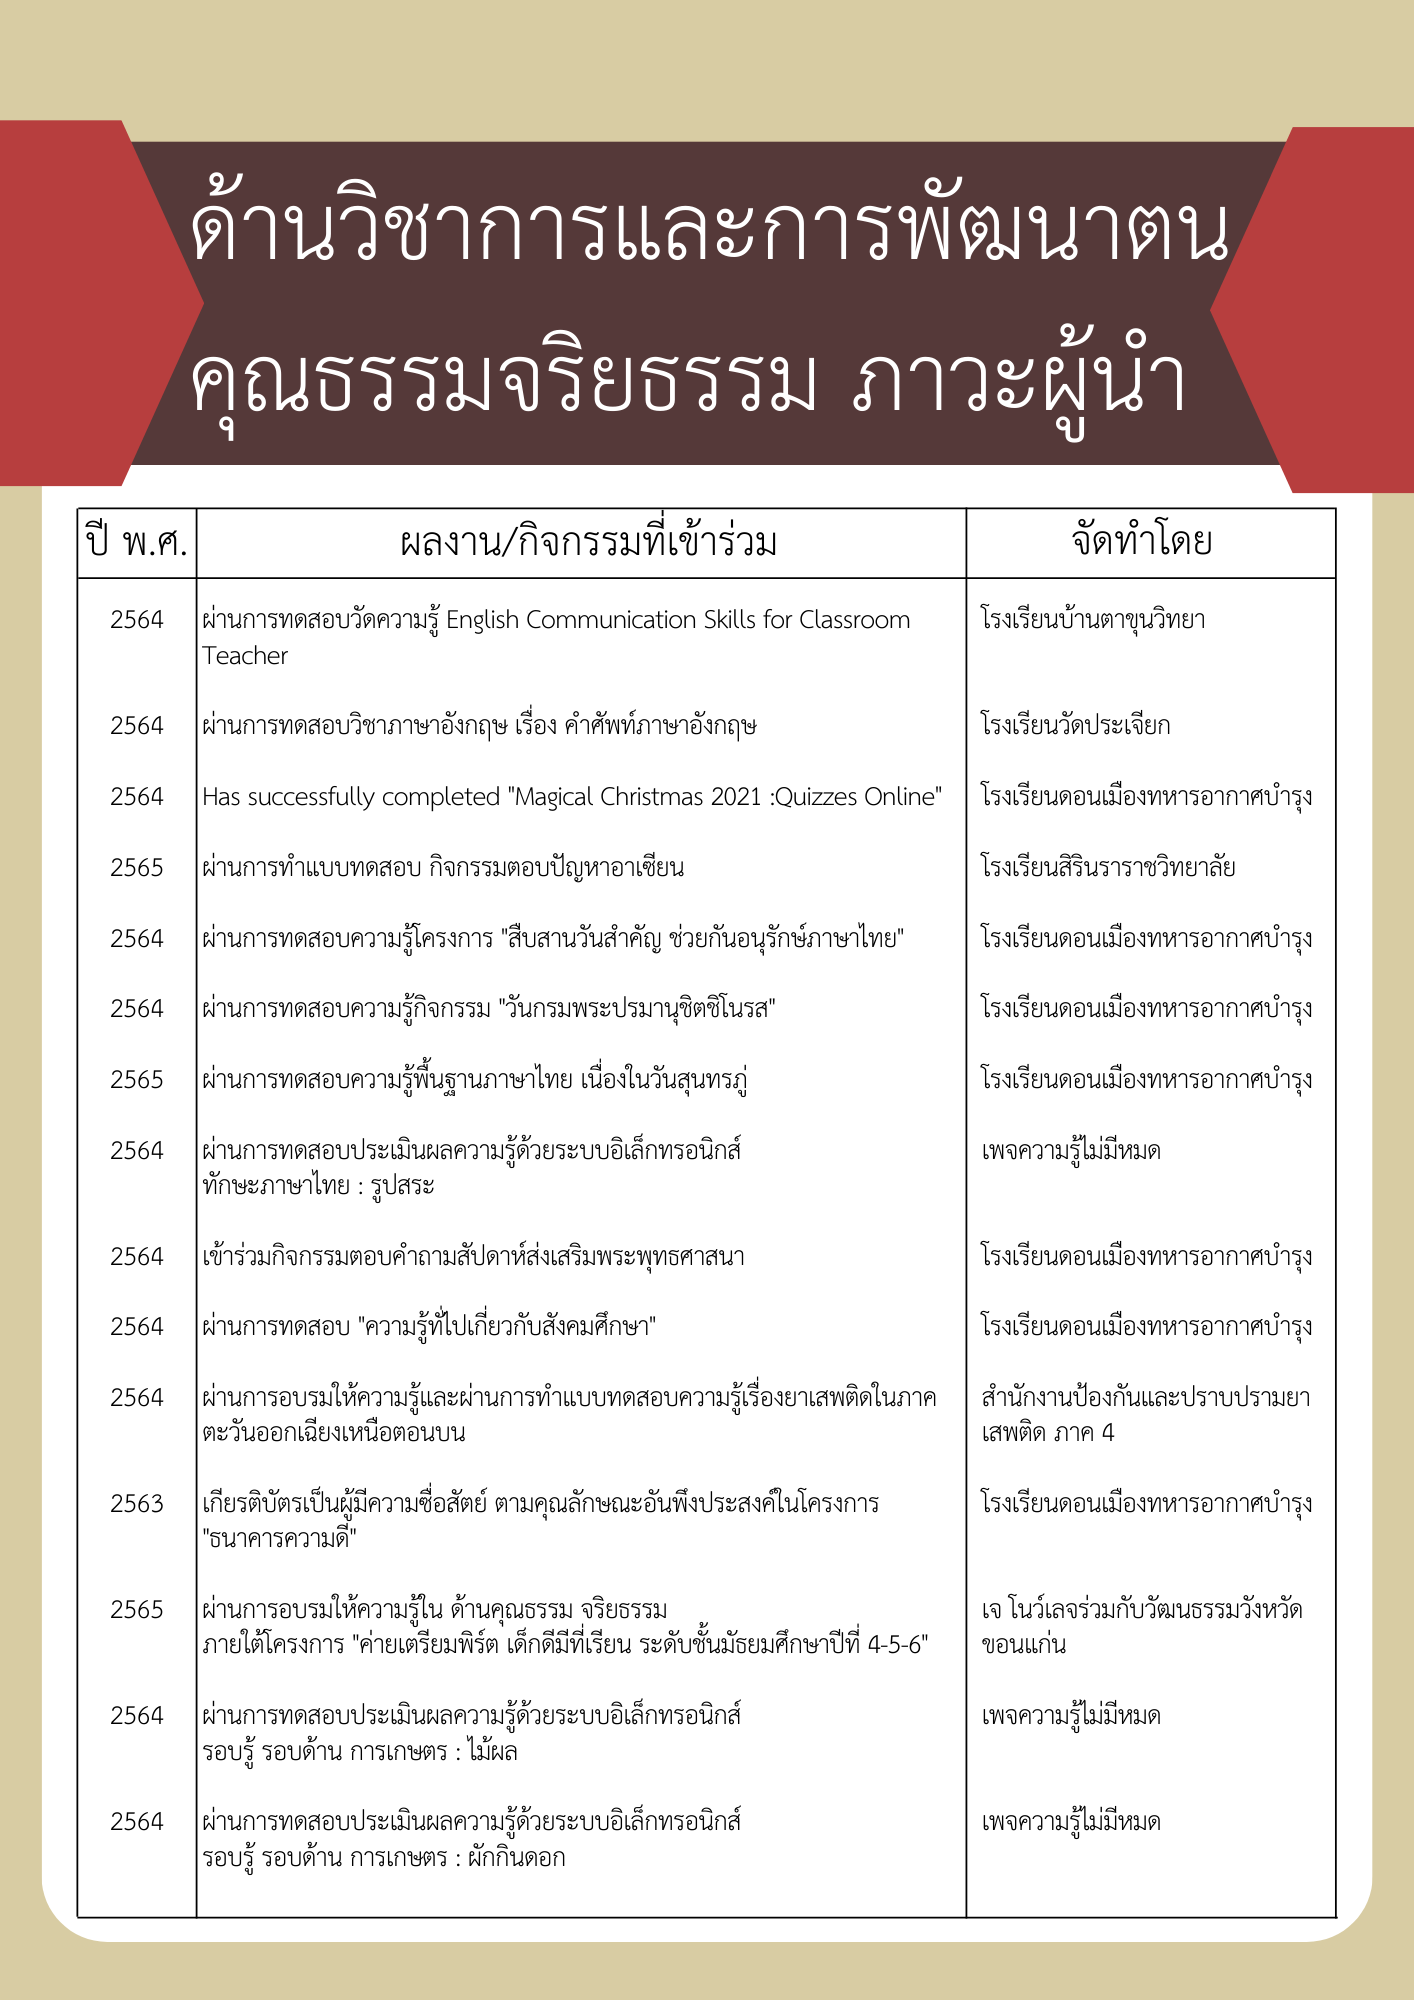 ด้านวิชาการและการพัฒนาตน
คุณธรรมจริยธรรม ภาวะผู้นำ
ปี พ.ศ. ผลงาน/กิจกรรมที่เข้าร่วม จัดทำโดย
2564 ผ่านการทดสอบวัดความรู้ English Communication Skills for Classroom โรงเรียนบ้านตาขุนวิทยา
Teacher
2564 ผ่านการทดสอบวิชาภาษาอังกฤษ เรื่อง คำศัพท์ภาษาอังกฤษ โรงเรียนวัดประเจียก
2564 Has successfully completed "Magical Christmas 2021 :Quizzes Online" โรงเรียนดอนเมืองทหารอากาศบำรุง
2565 ผ่านการทำแบบทดสอบ กิจกรรมตอบปัญหาอาเซียน โรงเรียนสิรินราราชวิทยาลัย
2564 ผ่านการทดสอบความรู้โครงการ "สืบสานวันสำคัญ ช่วยกันอนุรักษ์ภาษาไทย" โรงเรียนดอนเมืองทหารอากาศบำรุง
2564 ผ่านการทดสอบความรู้กิจกรรม "วันกรมพระปรมานุชิตชิโนรส" โรงเรียนดอนเมืองทหารอากาศบำรุง
2565 ผ่านการทดสอบความรู้พื้นฐานภาษาไทย เนื่องในวันสุนทรภู่ โรงเรียนดอนเมืองทหารอากาศบำรุง
2564 ผ่านการทดสอบประเมินผลความรู้ด้วยระบบอิเล็กทรอนิกส์ เพจความรู้ไม่มีหมด
ทักษะภาษาไทย : รูปสระ
2564 เข้าร่วมกิจกรรมตอบคำถามสัปดาห์ส่งเสริมพระพุทธศาสนา โรงเรียนดอนเมืองทหารอากาศบำรุง
2564 ผ่านการทดสอบ "ความรู้ทั่ไปเกี่ยวกับสังคมศึกษา" โรงเรียนดอนเมืองทหารอากาศบำรุง
2564 ผ่านการอบรมให้ความรู้และผ่านการทำแบบทดสอบความรู้เรื่องยาเสพติดในภาค สำนักงานป้องกันและปราบปรามยา
ตะวันออกเฉียงเหนือตอนบน เสพติด ภาค 4
2563 เกียรติบัตรเป็นผู้มีความซื่อสัตย์ ตามคุณลักษณะอันพึงประสงค์ในโครงการ โรงเรียนดอนเมืองทหารอากาศบำรุง
"ธนาคารความดี"
2565 ผ่านการอบรมให้ความรู้ใน ด้านคุณธรรม จริยธรรม เจ โนว์เลจร่วมกับวัฒนธรรมวังหวัด
ภายใต้โครงการ "ค่ายเตรียมพิร์ต เด็กดีมีที่เรียน ระดับชั้นมัธยมศึกษาปีที่ 4-5-6" ขอนแก่น
2564 ผ่านการทดสอบประเมินผลความรู้ด้วยระบบอิเล็กทรอนิกส์ เพจความรู้ไม่มีหมด
รอบรู้ รอบด้าน การเกษตร : ไม้ผล
2564 ผ่านการทดสอบประเมินผลความรู้ด้วยระบบอิเล็กทรอนิกส์ เพจความรู้ไม่มีหมด
รอบรู้ รอบด้าน การเกษตร : ผักกินดอก